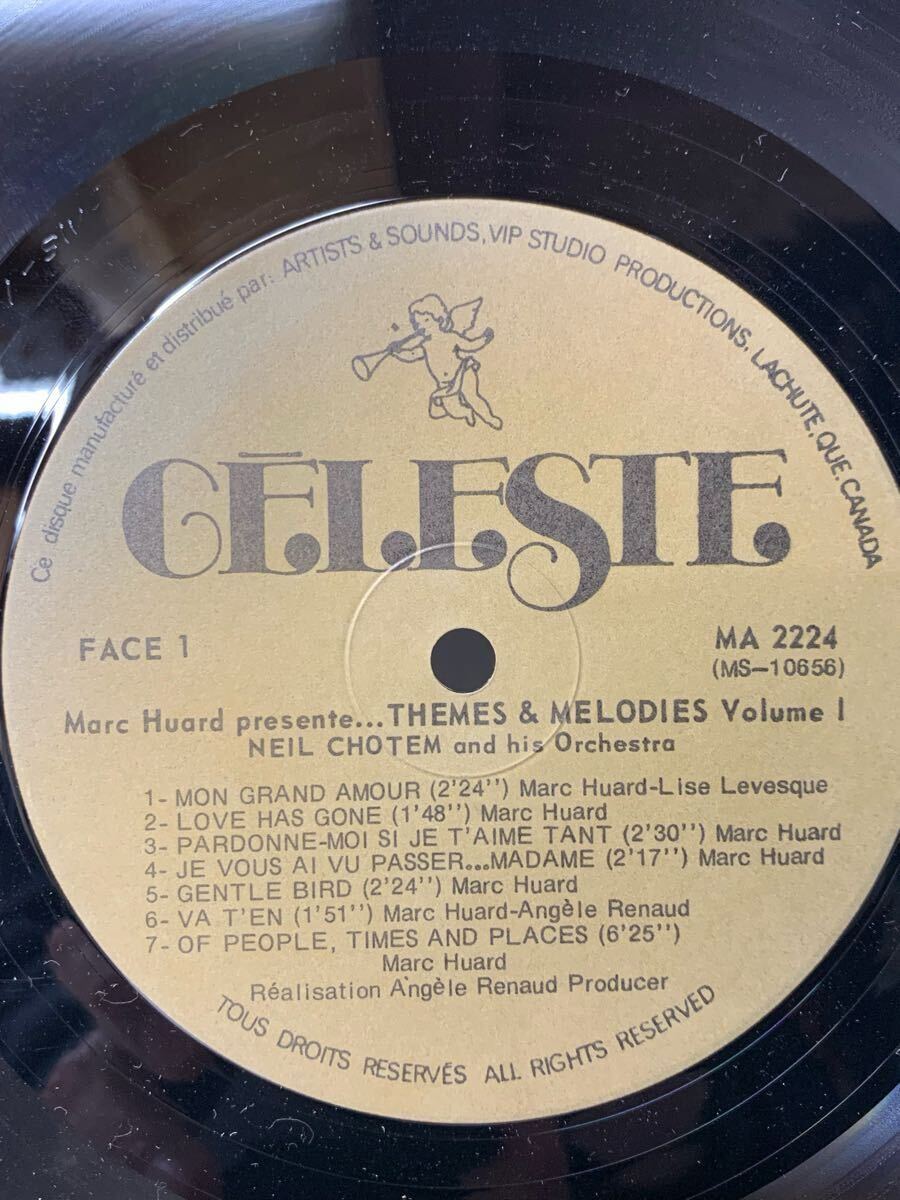 Ce disque manufacturé et distribué par: ARTISTS & SOUNDS, VIP STUDIO PRODUCTIONS, LACHUTE, QUE. CANADA
CÉLESTE
FACE 1
MA 2224
(MS-10656)
Marc Huard presente...THEMES & MELODIES Volume I
NEIL CHOTEM and his Orchestra
1- MON GRAND AMOUR (2'24'') Marc Huard-Lise Levesque
2- LOVE HAS GONE (1'48'') Marc Huard
3- PARDONNE-MOI SI JE T'AIME TANT (2'30'') Marc Huard
4- JE VOUS AI VU PASSER...MADAME (2'17'') Marc Huard
5- GENTLE BIRD (2'24'') Marc Huard
6- VA T'EN (1'51'') Marc Huard-Angèle Renaud
7- OF PEOPLE, TIMES AND PLACES (6'25'')
Marc Huard
Réalisation Angèle Renaud Producer
TOUS DROITS RESERVÉS ALL RIGHTS RESERVED